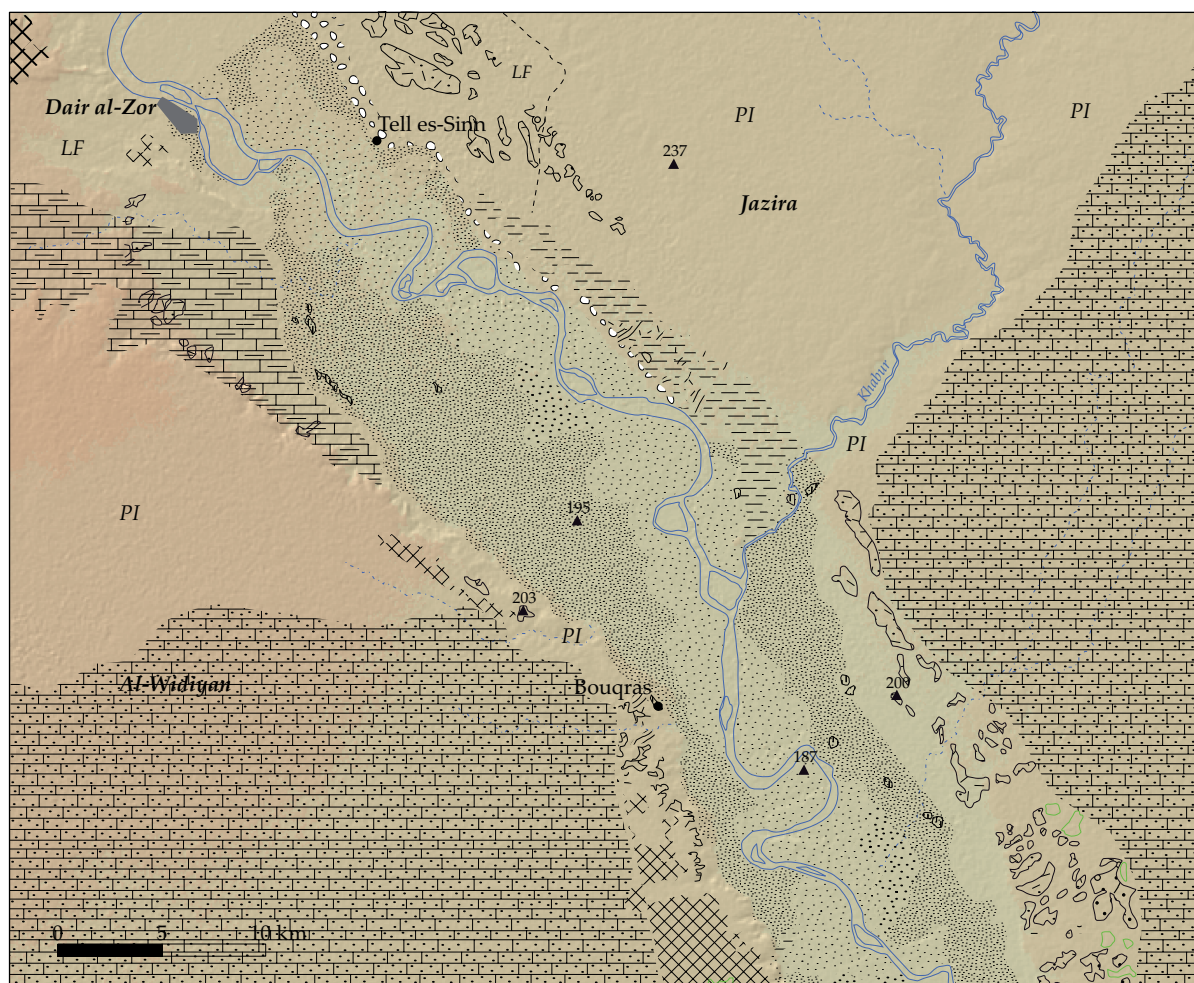 LF
PI
PI
Dair al-Zor
Tell es-Sinn
LF
237
Jazira
Khabur
PI
PI
195
203
PI
Al-Widiyan
Bouqras
200
187
0 5 10 km